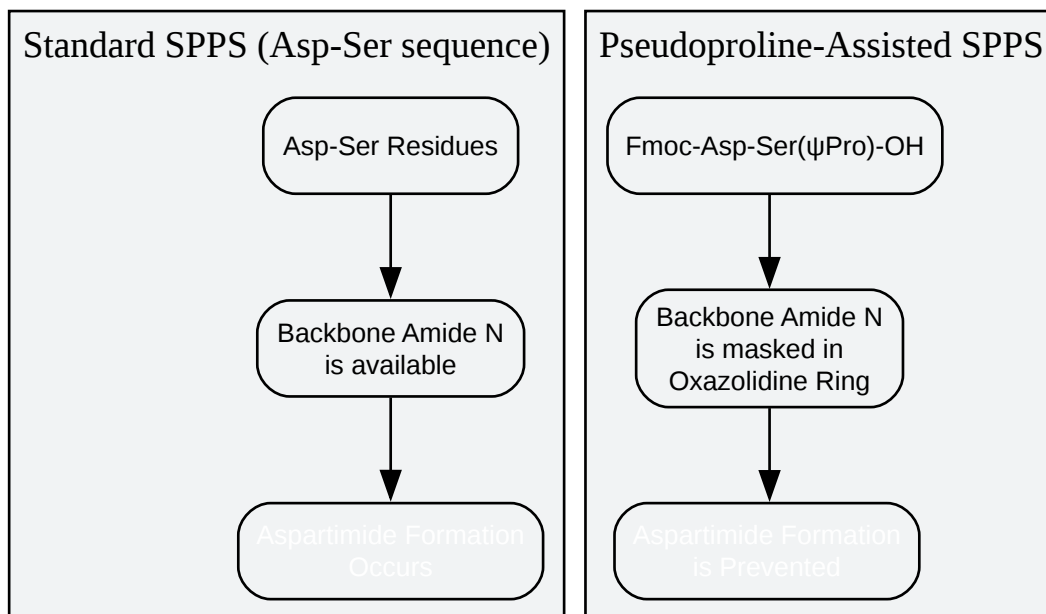 Standard SPPS (Asp-Ser sequence)
Asp-Ser Residues
Backbone Amide N
is available
Aspartimide Formation
Occurs
Pseudoproline-Assisted SPPS
Fmoc-Asp-Ser(ψPro)-OH
Backbone Amide N
is masked in
Oxazolidine Ring
Aspartimide Formation
is Prevented